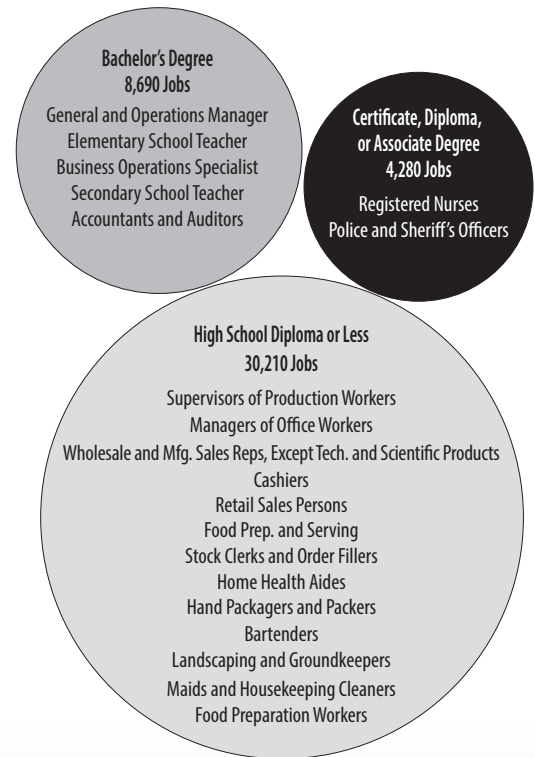 Bachelor's Degree
8,690 Jobs
General and Operations Manager
Elementary School Teacher
Business Operations Specialist
Secondary School Teacher
Accountants and Auditors
Certificate, Diploma,
or Associate Degree
4,280 Jobs
Registered Nurses
Police and Sheriff's Officers
High School Diploma or Less
30,210 Jobs
Supervisors of Production Workers
Managers of Office Workers
Wholesale and Mfg. Sales Reps, Except Tech. and Scientific Products
Cashiers
Retail Sales Persons
Food Prep. and Serving
Stock Clerks and Order Fillers
Home Health Aides
Hand Packagers and Packers
Bartenders
Landscaping and Groundkeepers
Maids and Housekeeping Cleaners
Food Preparation Workers